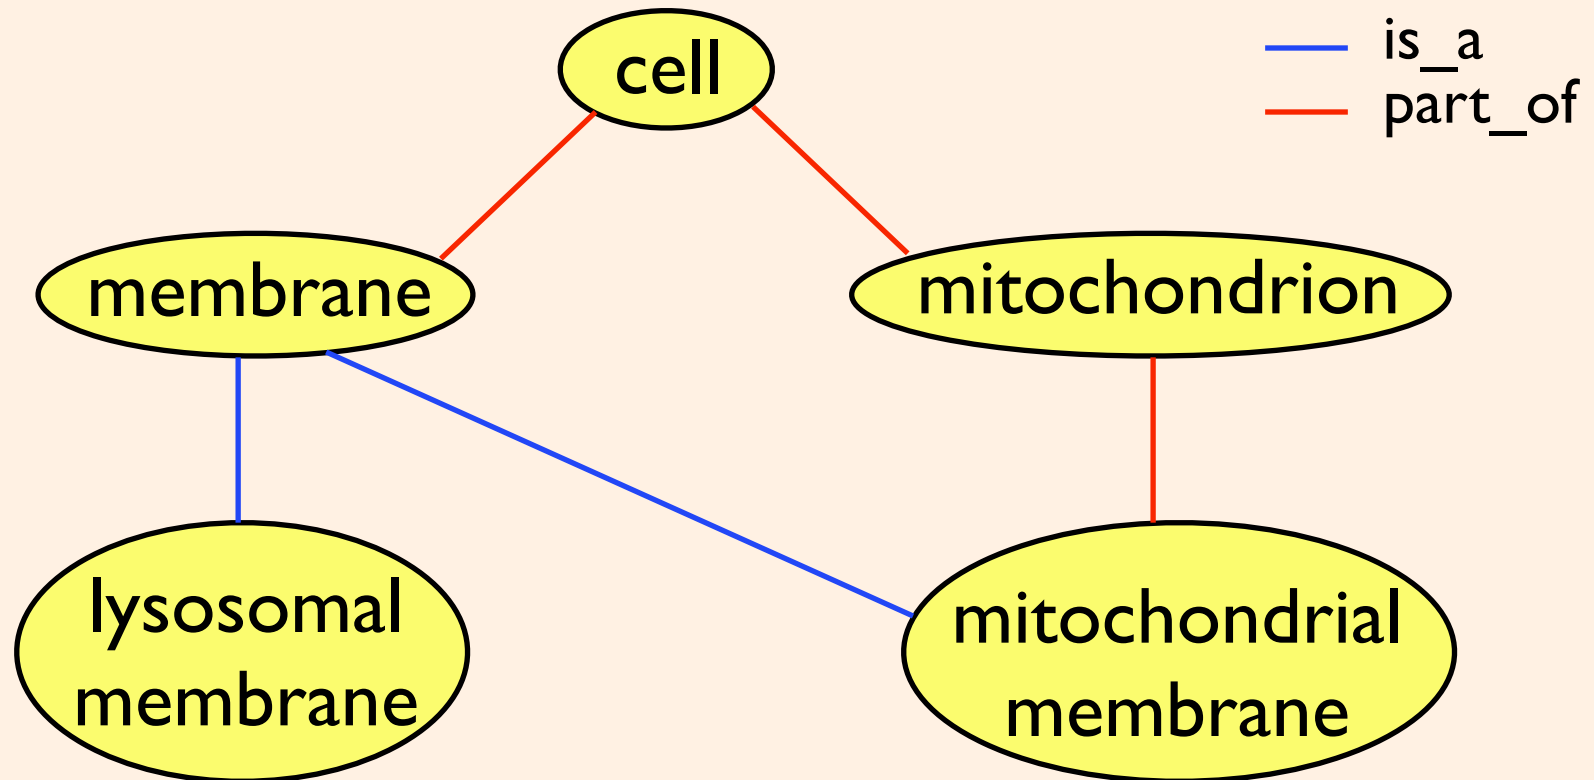 cell
is_a
part_of
membrane
mitochondrion
lysosomal
membrane
mitochondrial
membrane